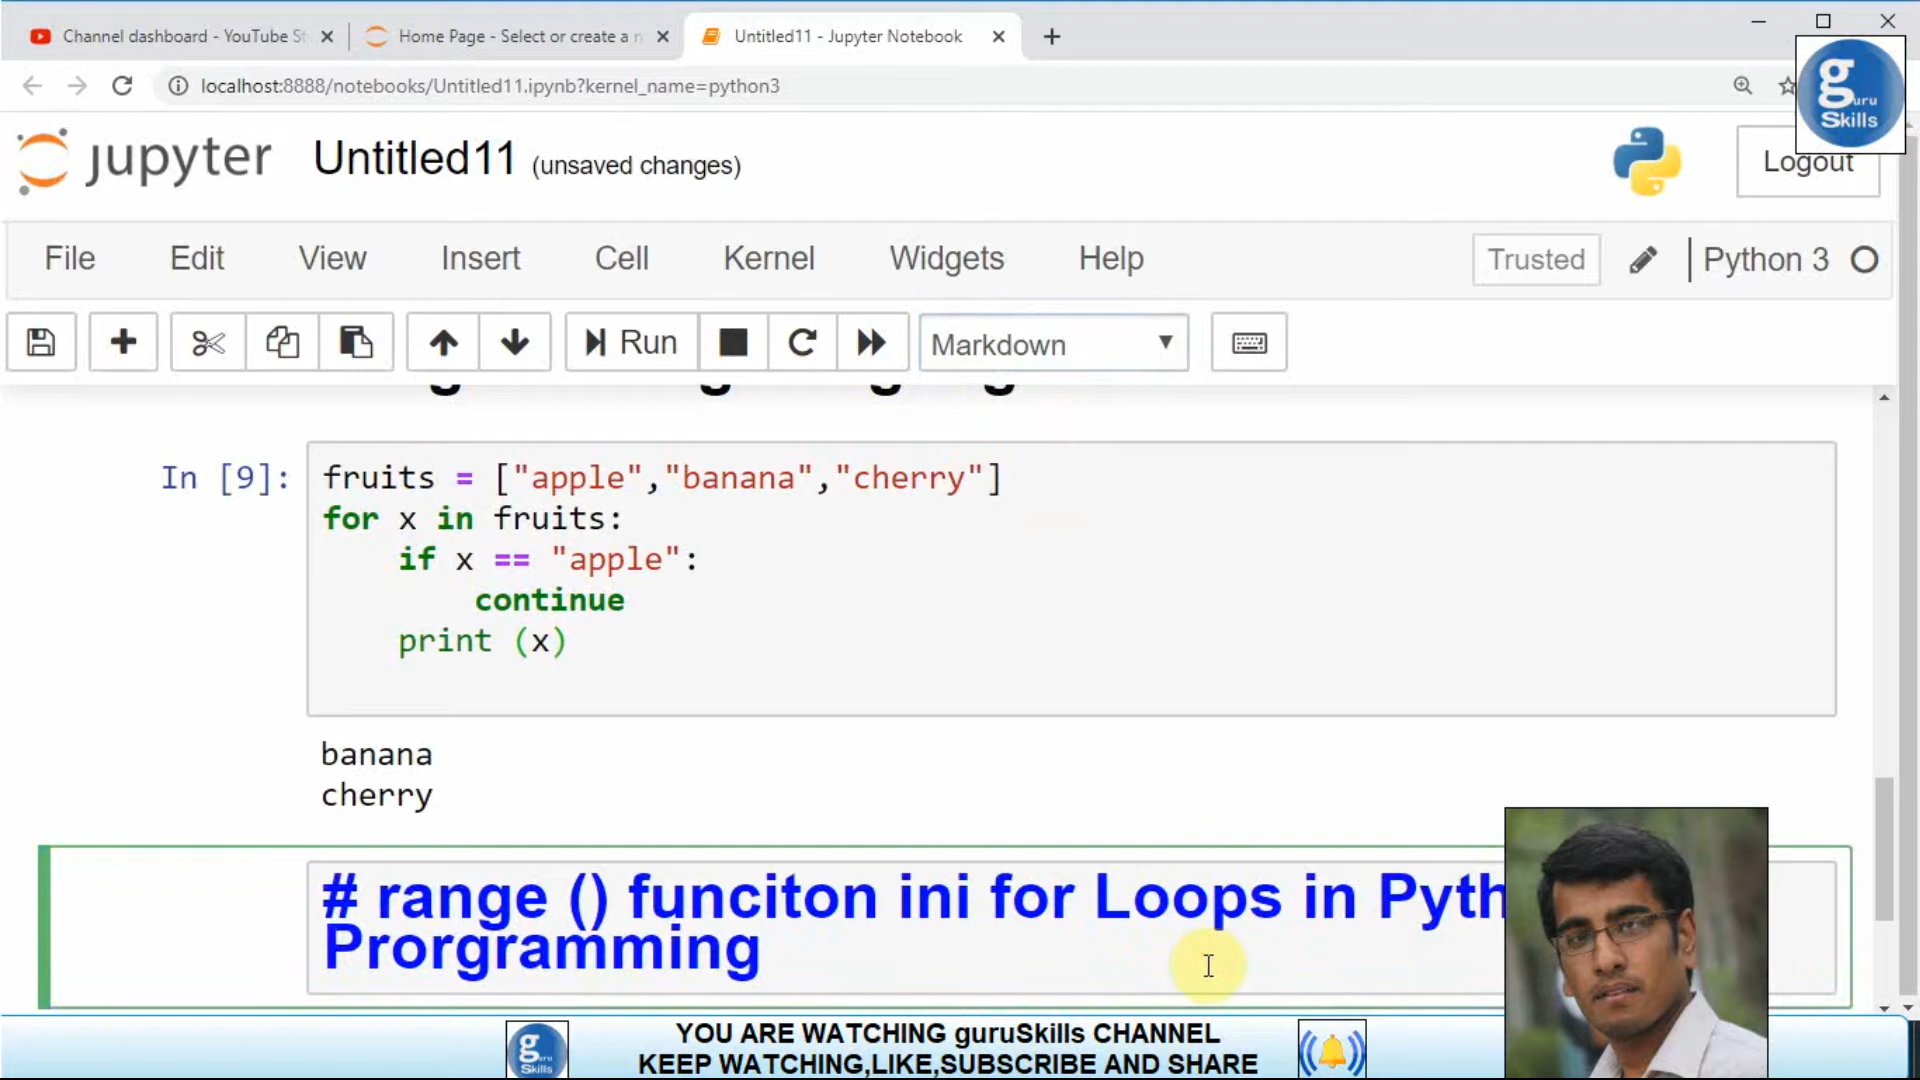 Channel dashboard - YouTube St
Home Page - Select or create a n
Untitled11 - Jupyter Notebook
localhost:8888/notebooks/Untitled11.ipynb?kernel_name=python3
guru
Skills
jupyter
Untitled11 (unsaved changes)
Logout
File Edit View Insert Cell Kernel Widgets Help
Trusted
Python 3
Run
Markdown
In [9]:
fruits = ["apple","banana","cherry"]
for x in fruits:
    if x == "apple":
        continue
    print (x)
banana
cherry
# range () funciton ini for Loops in Pyth
Prorgramming
guru
Skills
YOU ARE WATCHING guruSkills CHANNEL
KEEP WATCHING,LIKE,SUBSCRIBE AND SHARE